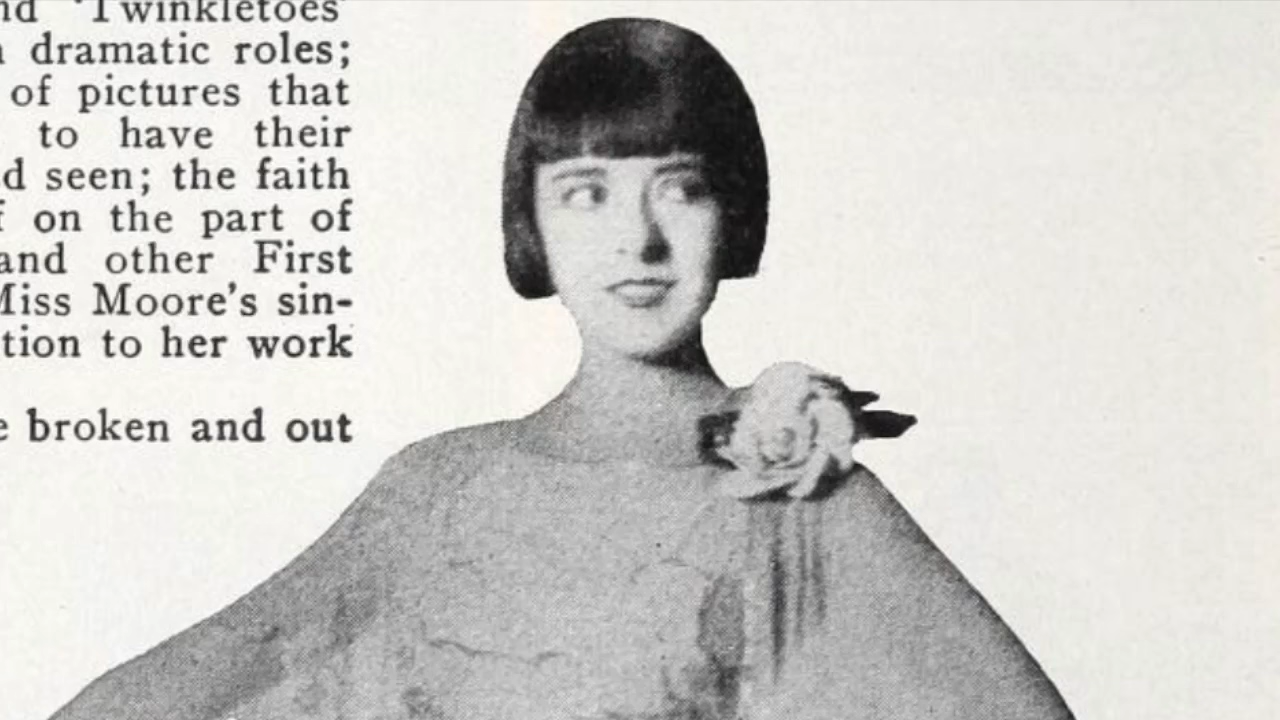 'Twinkletoes'
dramatic roles;
of pictures that
to have their
seen; the faith
on the part of
and other First
Miss Moore's sin-
tion to her work
broken and out